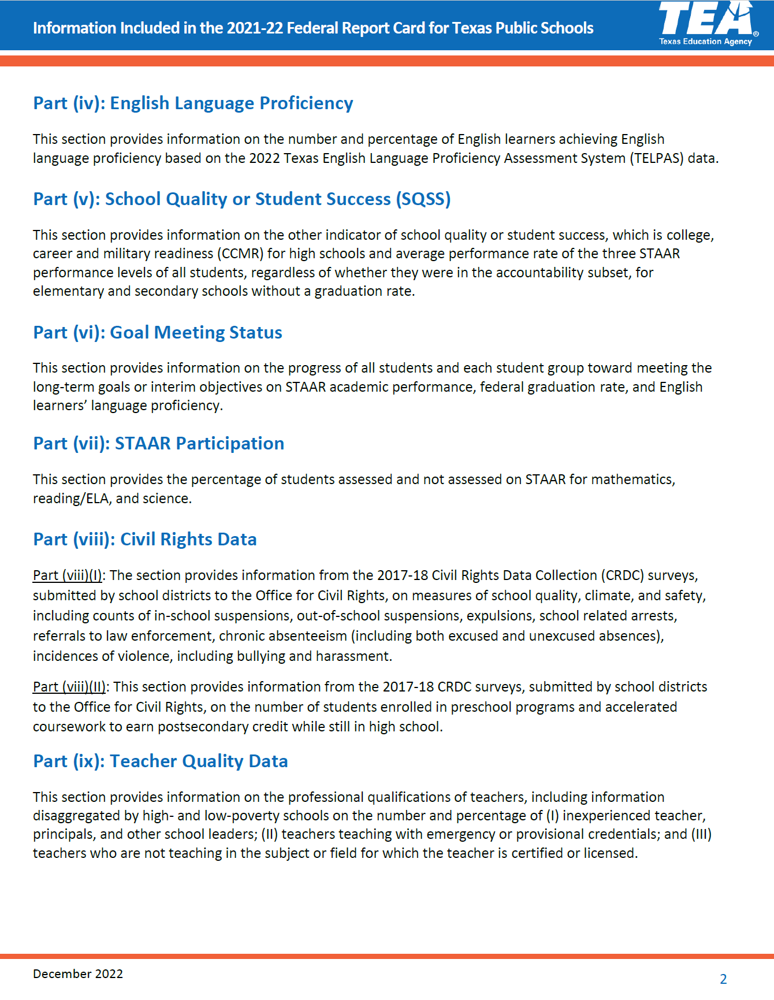 Information Included in the 2021-22 Federal Report Card for Texas Public Schools
TEA
®
Texas Education Agency
Part (iv): English Language Proficiency
This section provides information on the number and percentage of English learners achieving English
language proficiency based on the 2022 Texas English Language Proficiency Assessment System (TELPAS) data.
Part (v): School Quality or Student Success (SQSS)
This section provides information on the other indicator of school quality or student success, which is college,
career and military readiness (CCMR) for high schools and average performance rate of the three STAAR
performance levels of all students, regardless of whether they were in the accountability subset, for
elementary and secondary schools without a graduation rate.
Part (vi): Goal Meeting Status
This section provides information on the progress of all students and each student group toward meeting the
long-term goals or interim objectives on STAAR academic performance, federal graduation rate, and English
learners’ language proficiency.
Part (vii): STAAR Participation
This section provides the percentage of students assessed and not assessed on STAAR for mathematics,
reading/ELA, and science.
Part (viii): Civil Rights Data
Part (viii)(I): The section provides information from the 2017-18 Civil Rights Data Collection (CRDC) surveys,
submitted by school districts to the Office for Civil Rights, on measures of school quality, climate, and safety,
including counts of in-school suspensions, out-of-school suspensions, expulsions, school related arrests,
referrals to law enforcement, chronic absenteeism (including both excused and unexcused absences),
incidences of violence, including bullying and harassment.
Part (viii)(II): This section provides information from the 2017-18 CRDC surveys, submitted by school districts
to the Office for Civil Rights, on the number of students enrolled in preschool programs and accelerated
coursework to earn postsecondary credit while still in high school.
Part (ix): Teacher Quality Data
This section provides information on the professional qualifications of teachers, including information
disaggregated by high- and low-poverty schools on the number and percentage of (I) inexperienced teacher,
principals, and other school leaders; (II) teachers teaching with emergency or provisional credentials; and (III)
teachers who are not teaching in the subject or field for which the teacher is certified or licensed.
December 2022
2